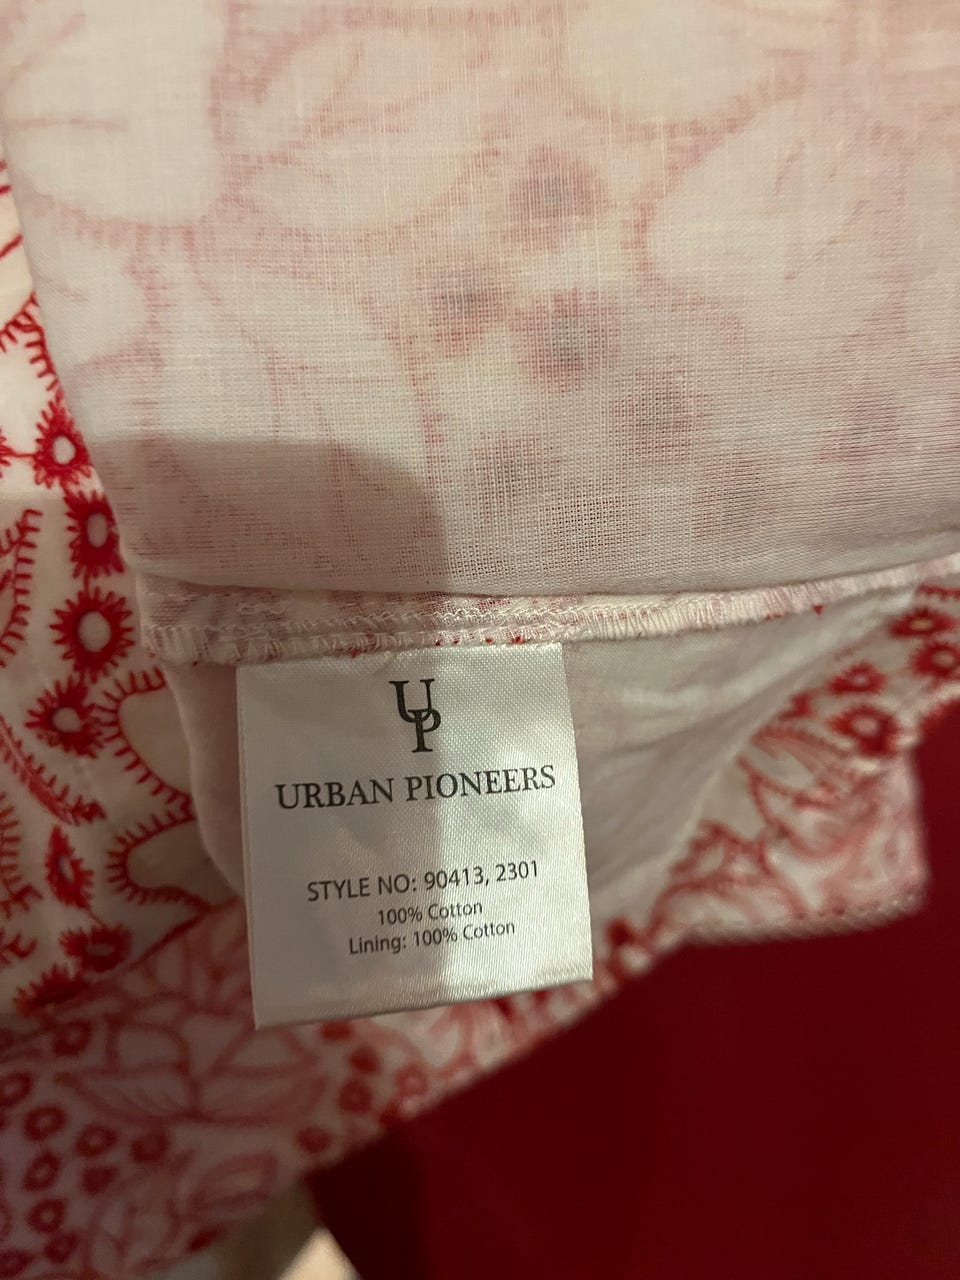 UP
URBAN PIONEERS
STYLE NO: 90413, 2301
100% Cotton
Lining: 100% Cotton